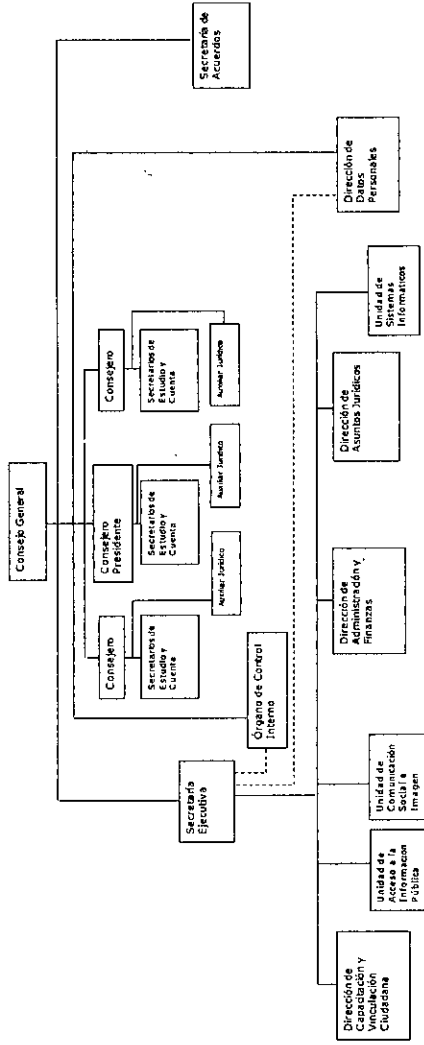 Consejo General
Consejero
Consejero
Presidente
Consejero
Secretarios de
Estudio y
Cuenta
Secretarios de
Estudio y
Cuenta
Secretarios de
Estudio y
Cuenta
Auxiliar Jurídico
Auxiliar Jurídico
Auxiliar Jurídico
Secretaría
Ejecutiva
Órgano de Control
Interno
Secretaría de
Acuerdos
Dirección de
Datos
Personales
Dirección de
Capacitación y
Vinculación
Ciudadana
Unidad de
Acceso a la
Información
Pública
Unidad de
Comunicación
Social e
Imagen
Dirección de
Administración y
Finanzas
Dirección de
Asuntos Jurídicos
Unidad de
Sistemas
Informáticos